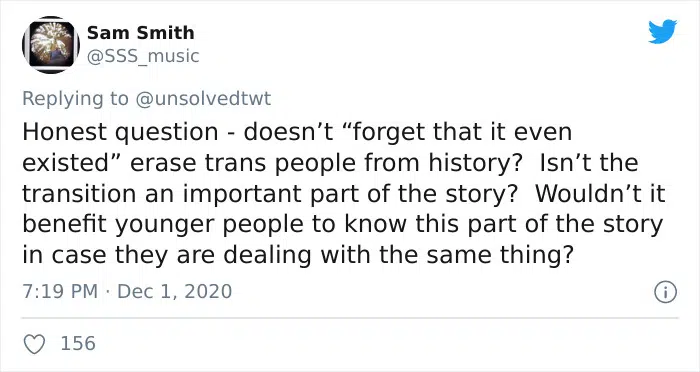 Sam Smith
@SSS_music
Replying to @unsolvedtwt
Honest question - doesn’t “forget that it even
existed” erase trans people from history?  Isn’t the
transition an important part of the story?  Wouldn’t it
benefit younger people to know this part of the story
in case they are dealing with the same thing?
7:19 PM · Dec 1, 2020
156